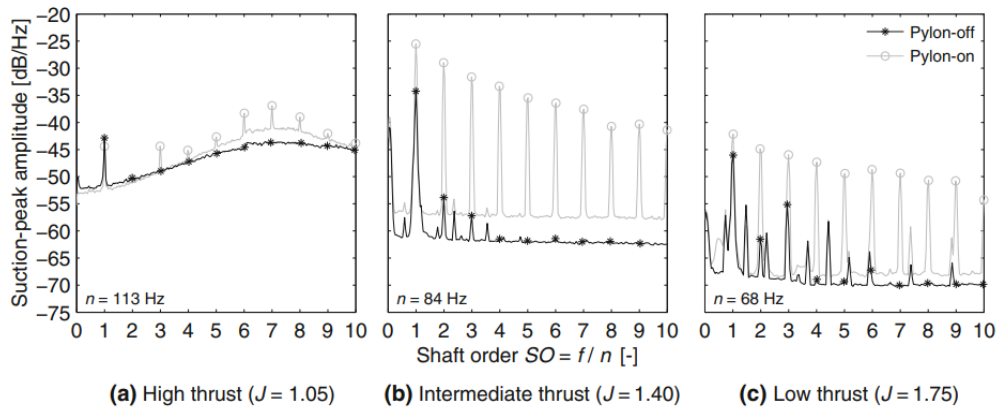 Suction-peak amplitude [dB/Hz]
−20
−25
−30
−35
−40
−45
−50
−55
−60
−65
−70
−75
n = 113 Hz
n = 84 Hz
Pylon-off
Pylon-on
n = 68 Hz
0 1 2 3 4 5 6 7 8 9 10
0 1 2 3 4 5 6 7 8 9 10
0 1 2 3 4 5 6 7 8 9 10
Shaft order SO = f / n [-]
(a) High thrust (J = 1.05)
(b) Intermediate thrust (J = 1.40)
(c) Low thrust (J = 1.75)